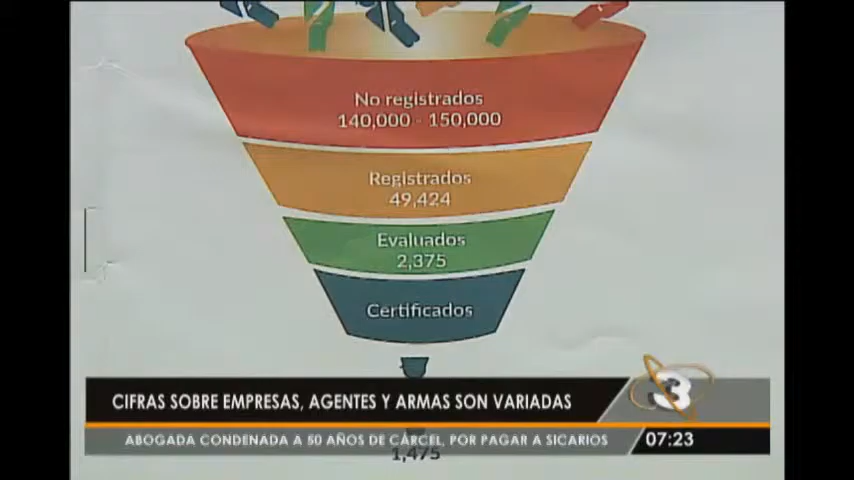 No registrados
140,000 - 150,000
Registrados
49,424
Evaluados
2,375
Certificados
CIFRAS SOBRE EMPRESAS, AGENTES Y ARMAS SON VARIADAS
3
ABOGADA CONDENADA A 50 AÑOS DE CÁRCEL, POR PAGAR A SICARIOS
07:23
1,475